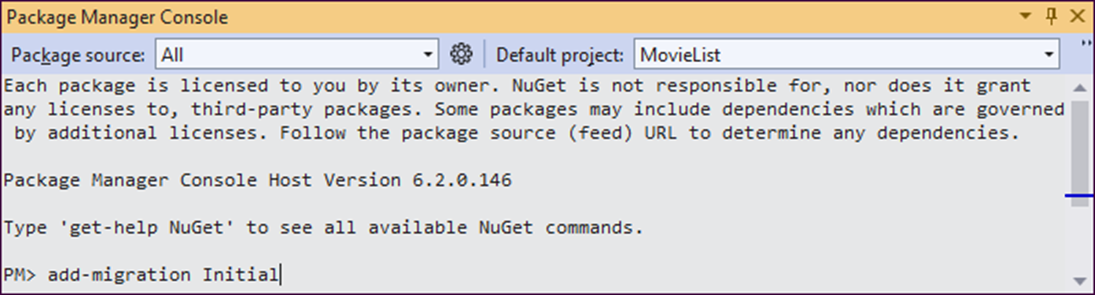 Package Manager Console
Package source: All Default project: MovieList
Each package is licensed to you by its owner. NuGet is not responsible for, nor does it grant
any licenses to, third-party packages. Some packages may include dependencies which are governed
by additional licenses. Follow the package source (feed) URL to determine any dependencies.
Package Manager Console Host Version 6.2.0.146
Type 'get-help NuGet' to see all available NuGet commands.
PM> add-migration Initial